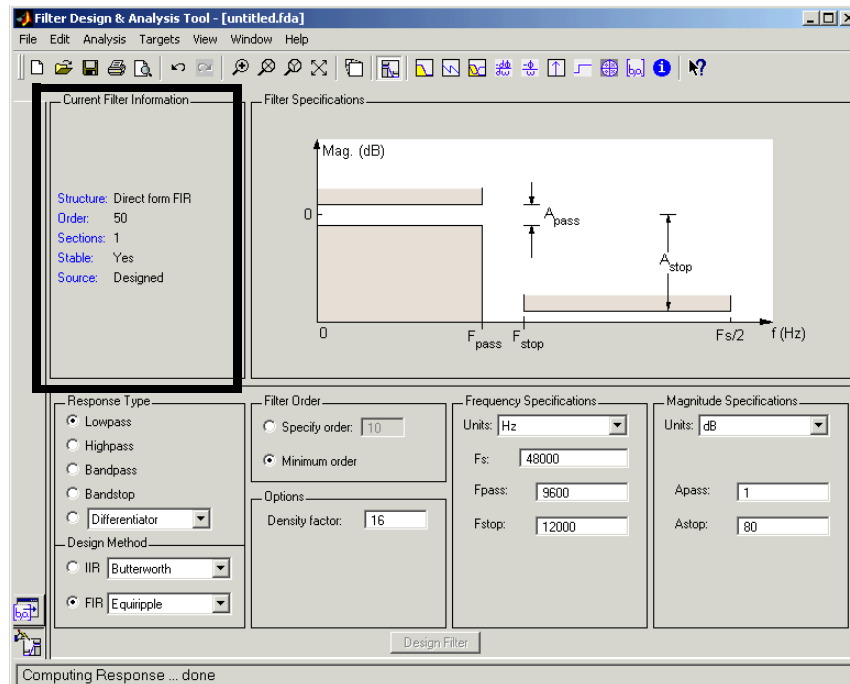 Filter Design & Analysis Tool - [untitled.fda]
File Edit Analysis Targets View Window Help
Current Filter Information
Structure: Direct form FIR
Order: 50
Sections: 1
Stable: Yes
Source: Designed
Filter Specifications
Mag. (dB)
0
A pass
A stop
0
F pass
F stop
Fs/2
f (Hz)
Response Type
Lowpass
Highpass
Bandpass
Bandstop
Differentiator
Design Method
IIR Butterworth
FIR Equiripple
Filter Order
Specify order: 10
Minimum order
Options
Density factor: 16
Frequency Specifications
Units: Hz
Fs: 48000
Fpass: 9600
Fstop: 12000
Magnitude Specifications
Units: dB
Apass: 1
Astop: 80
Design Filter
Computing Response ... done